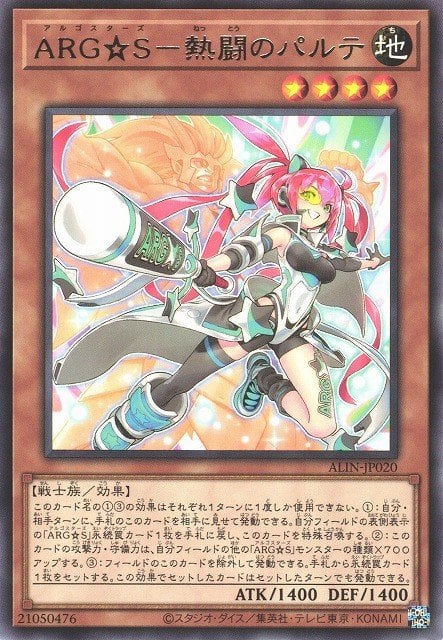 アルゴスターズ ねっとう
ARG☆S－熱闘のパルテ 地
ALIN-JP020
【戦士族／効果】
このカード名の①③の効果はそれぞれ1ターンに1度しか使用できない。①：自分・
相手ターンに、手札のこのカードを相手に見せて発動できる。自分フィールドの表側表示
の「ARG☆S」永続罠カード1枚を手札に戻し、このカードを特殊召喚する。②：この
カードの攻撃力・守備力は、自分フィールドの他の「ARG☆S」モンスターの種類×700
アップする。③：フィールドのこのカードを除外して発動できる。手札から永続罠カード
1枚をセットする。この効果でセットしたカードはセットしたターンでも発動できる。
ATK/1400 DEF/1400
21050476 ©スタジオ・ダイス/集英社・テレビ東京・KONAMI
ARG☆S
ARG☆S